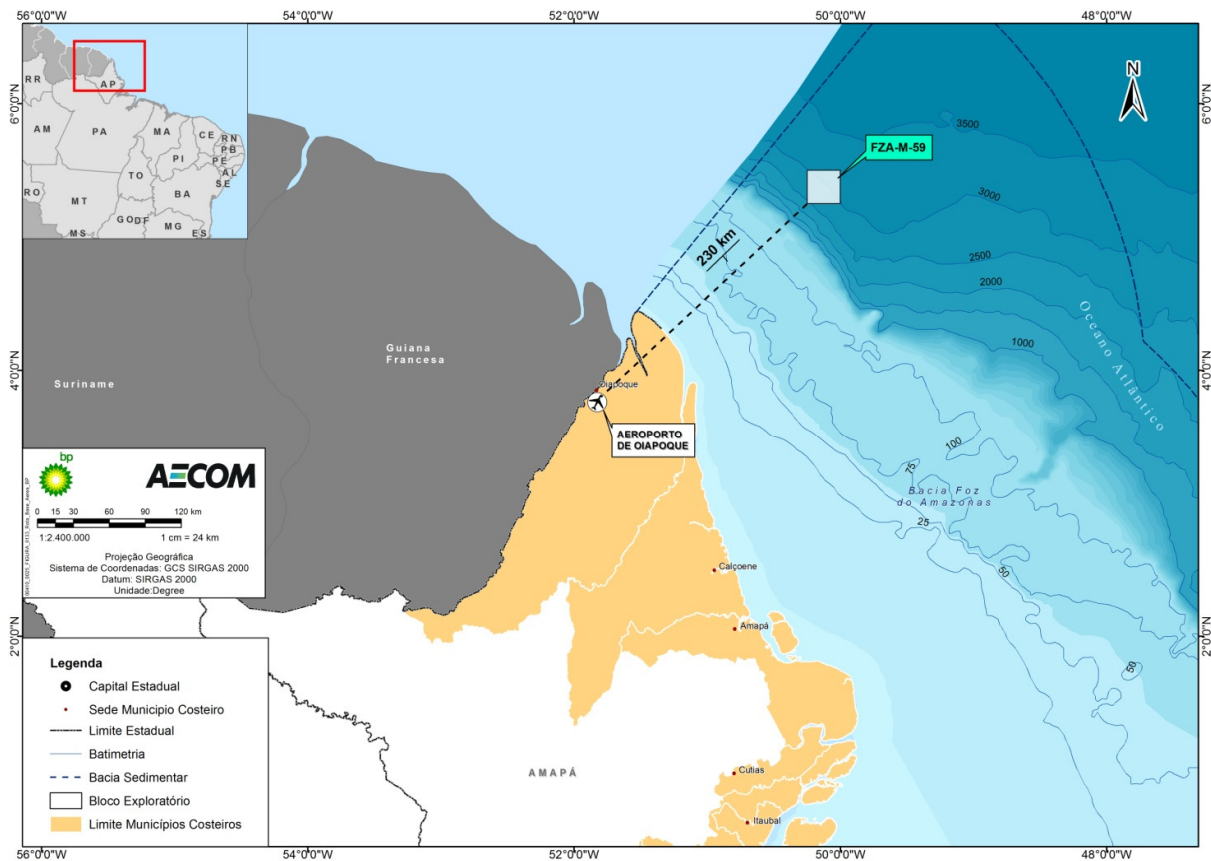 56°0'0"W
54°0'0"W
52°0'0"W
50°0'0"W
48°0'0"W
RR
AP
AM
PA
MA
CE
RN
PB
PE
AL
SE
PI
TO
RO
MT
BA
GO
DF
MG
MS
ES
N
6°0'0"N
6°0'0"N
3500
FZA-M-59
3000
230 km
2500
2000
1000
Oceano Atlântico
Guiana
Francesa
Suriname
4°0'0"N
4°0'0"N
Oiapoque
AEROPORTO
DE OIAPOQUE
100
75
Bacia Foz
do Amazonas
25
50
50
bp
AECOM
0 15 30 60 90 120 km
1:2.400.000 1 cm = 24 km
Projeção Geográfica
Sistema de Coordenadas: GCS SIRGAS 2000
Datum: SIRGAS 2000
Unidade:Degree
Calçoene
Amapá
2°0'0"N
2°0'0"N
Legenda
Capital Estadual
Sede Municipio Costeiro
Limite Estadual
Batimetria
Bacia Sedimentar
Bloco Exploratório
Limite Municípios Costeiros
AMAPÁ
Cutias
Itaubal
56°0'0"W
54°0'0"W
52°0'0"W
50°0'0"W
48°0'0"W